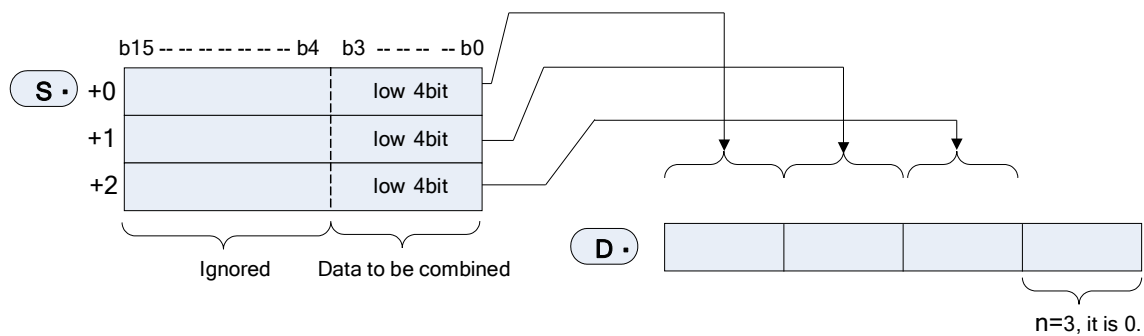 b15 -- -- -- -- -- -- -- -- b4 b3 -- -- -- -- b0
S · +0 low 4bit
+1 low 4bit
+2 low 4bit
Ignored Data to be combined
D ·
n=3, it is 0.